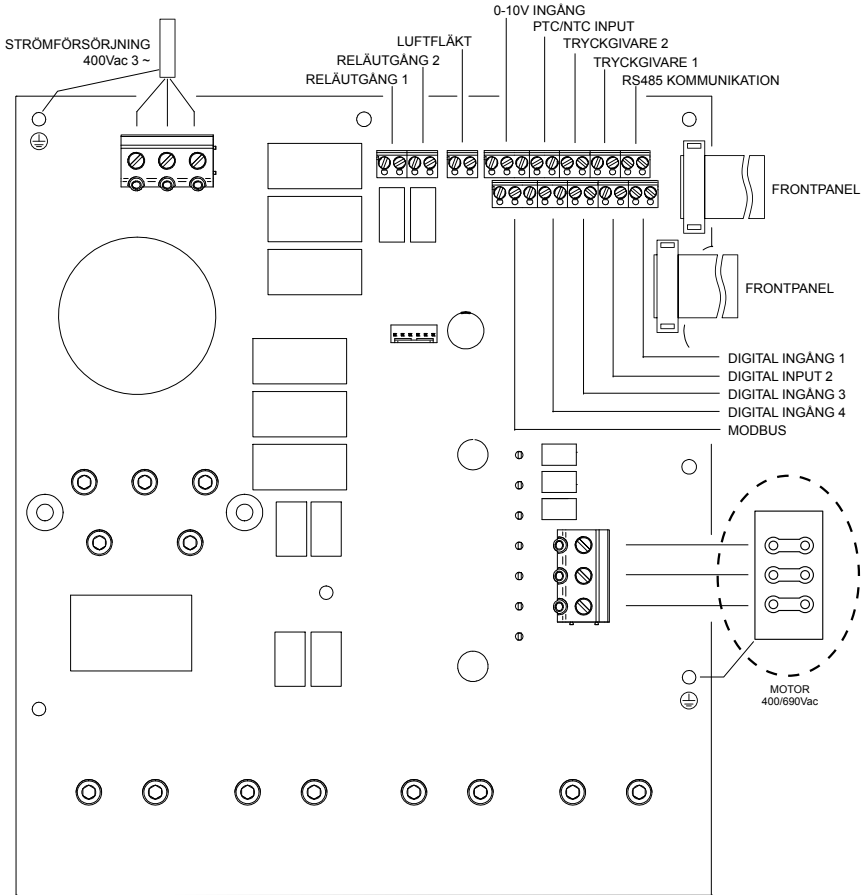 0-10V INGÅNG
PTC/NTC INPUT
STRÖMFÖRSÖRJNING
400Vac 3 ~
LUFTFLÄKT
TRYCKGIVARE 2
RELÄUTGÅNG 2
TRYCKGIVARE 1
RELÄUTGÅNG 1
RS485 KOMMUNIKATION
FRONTPANEL
FRONTPANEL
DIGITAL INGÅNG 1
DIGITAL INPUT 2
DIGITAL INGÅNG 3
DIGITAL INGÅNG 4
MODBUS
MOTOR
400/690Vac